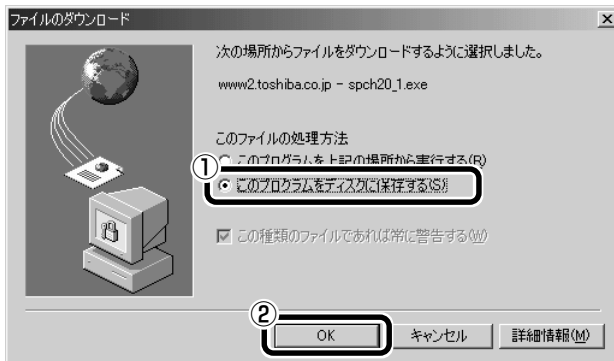 ファイルのダウンロード
次の場所からファイルをダウンロードするように選択しました。
www2.toshiba.co.jp - spch20_1.exe
このファイルの処理方法
①
このプログラムを上記の場所から実行する(R)
このプログラムをディスクに保存する(S)
この種類のファイルであれば常に警告する(W)
②
OK
キャンセル
詳細情報(M)